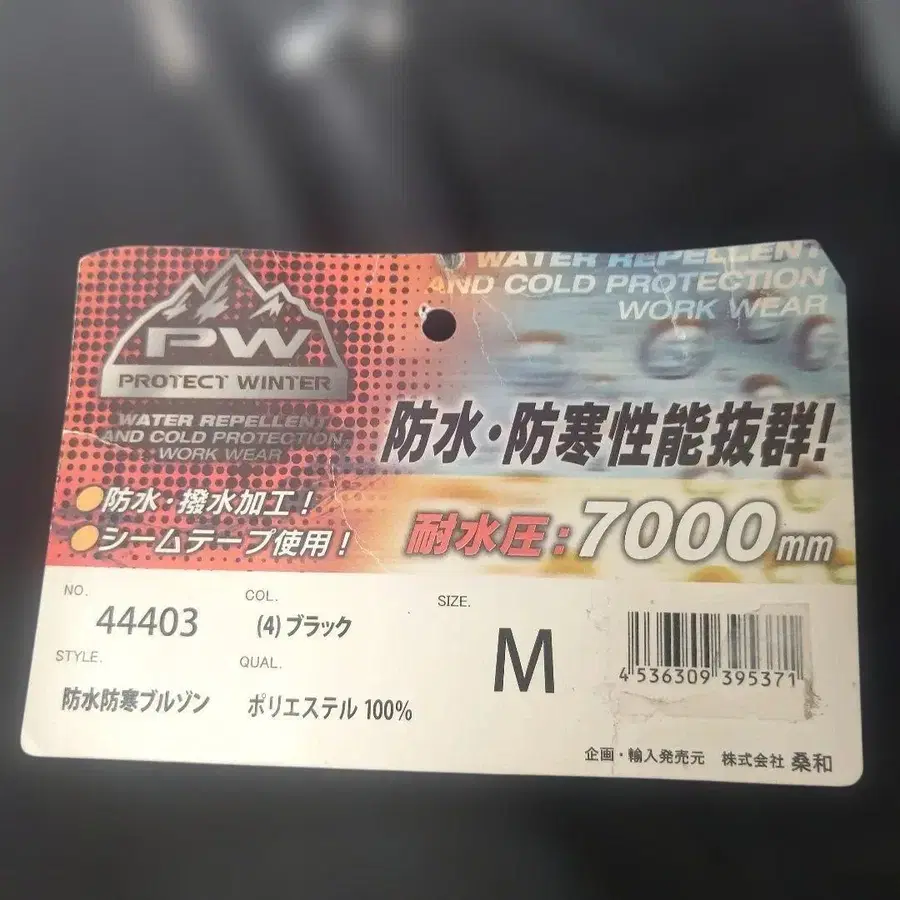 WATER REPELLENT
AND COLD PROTECTION
WORK WEAR
PW
PROTECT WINTER
WATER REPELLENT
AND COLD PROTECTION
WORK WEAR
防水・防寒性能抜群!
防水・撥水加工!
シームテープ使用!
耐水圧:7000mm
NO.
44403
COL.
(4)ブラック
SIZE.
M
STYLE.
防水防寒ブルゾン
QUAL.
ポリエステル 100%
4 536309 395371
企画・輸入発売元 株式会社 桑和